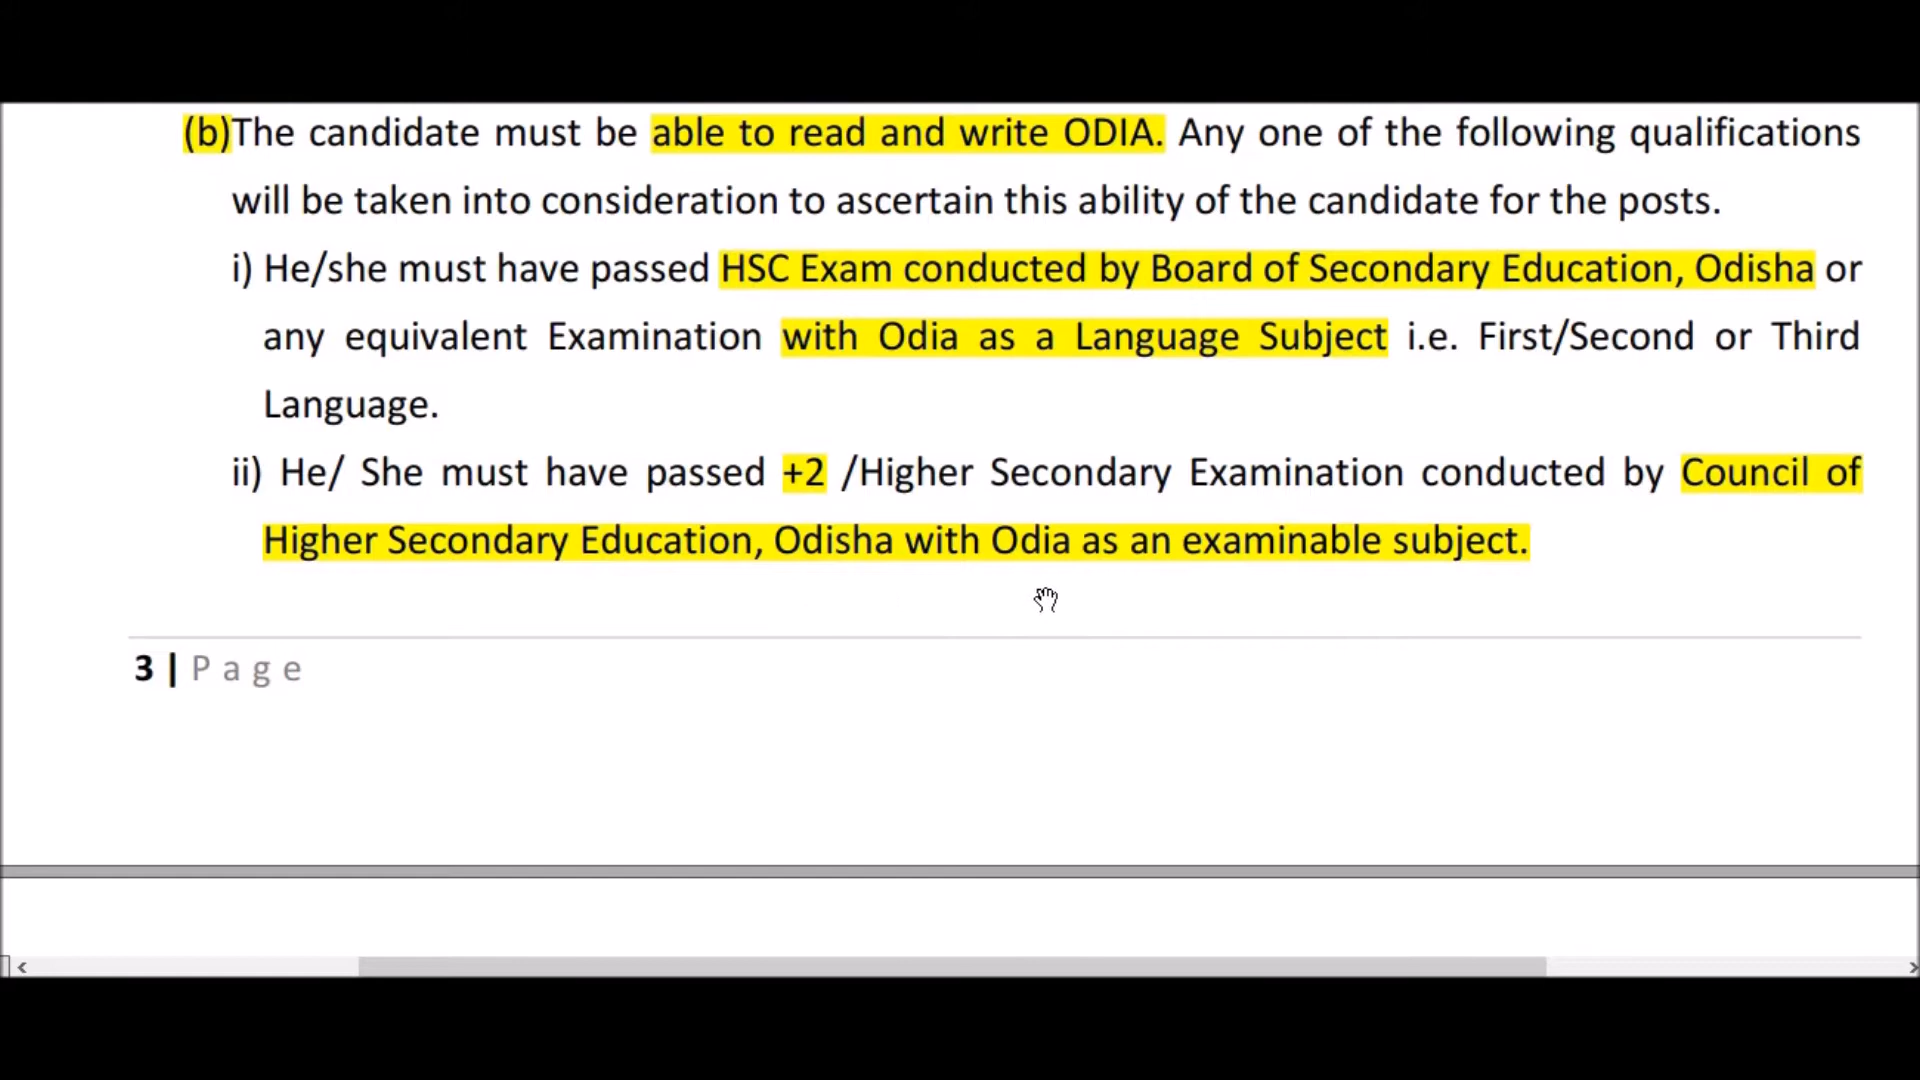 (b)The candidate must be able to read and write ODIA. Any one of the following qualifications
will be taken into consideration to ascertain this ability of the candidate for the posts.
i) He/she must have passed HSC Exam conducted by Board of Secondary Education, Odisha or
any equivalent Examination with Odia as a Language Subject i.e. First/Second or Third
Language.
ii) He/ She must have passed +2 /Higher Secondary Examination conducted by Council of
Higher Secondary Education, Odisha with Odia as an examinable subject.
3 | P a g e